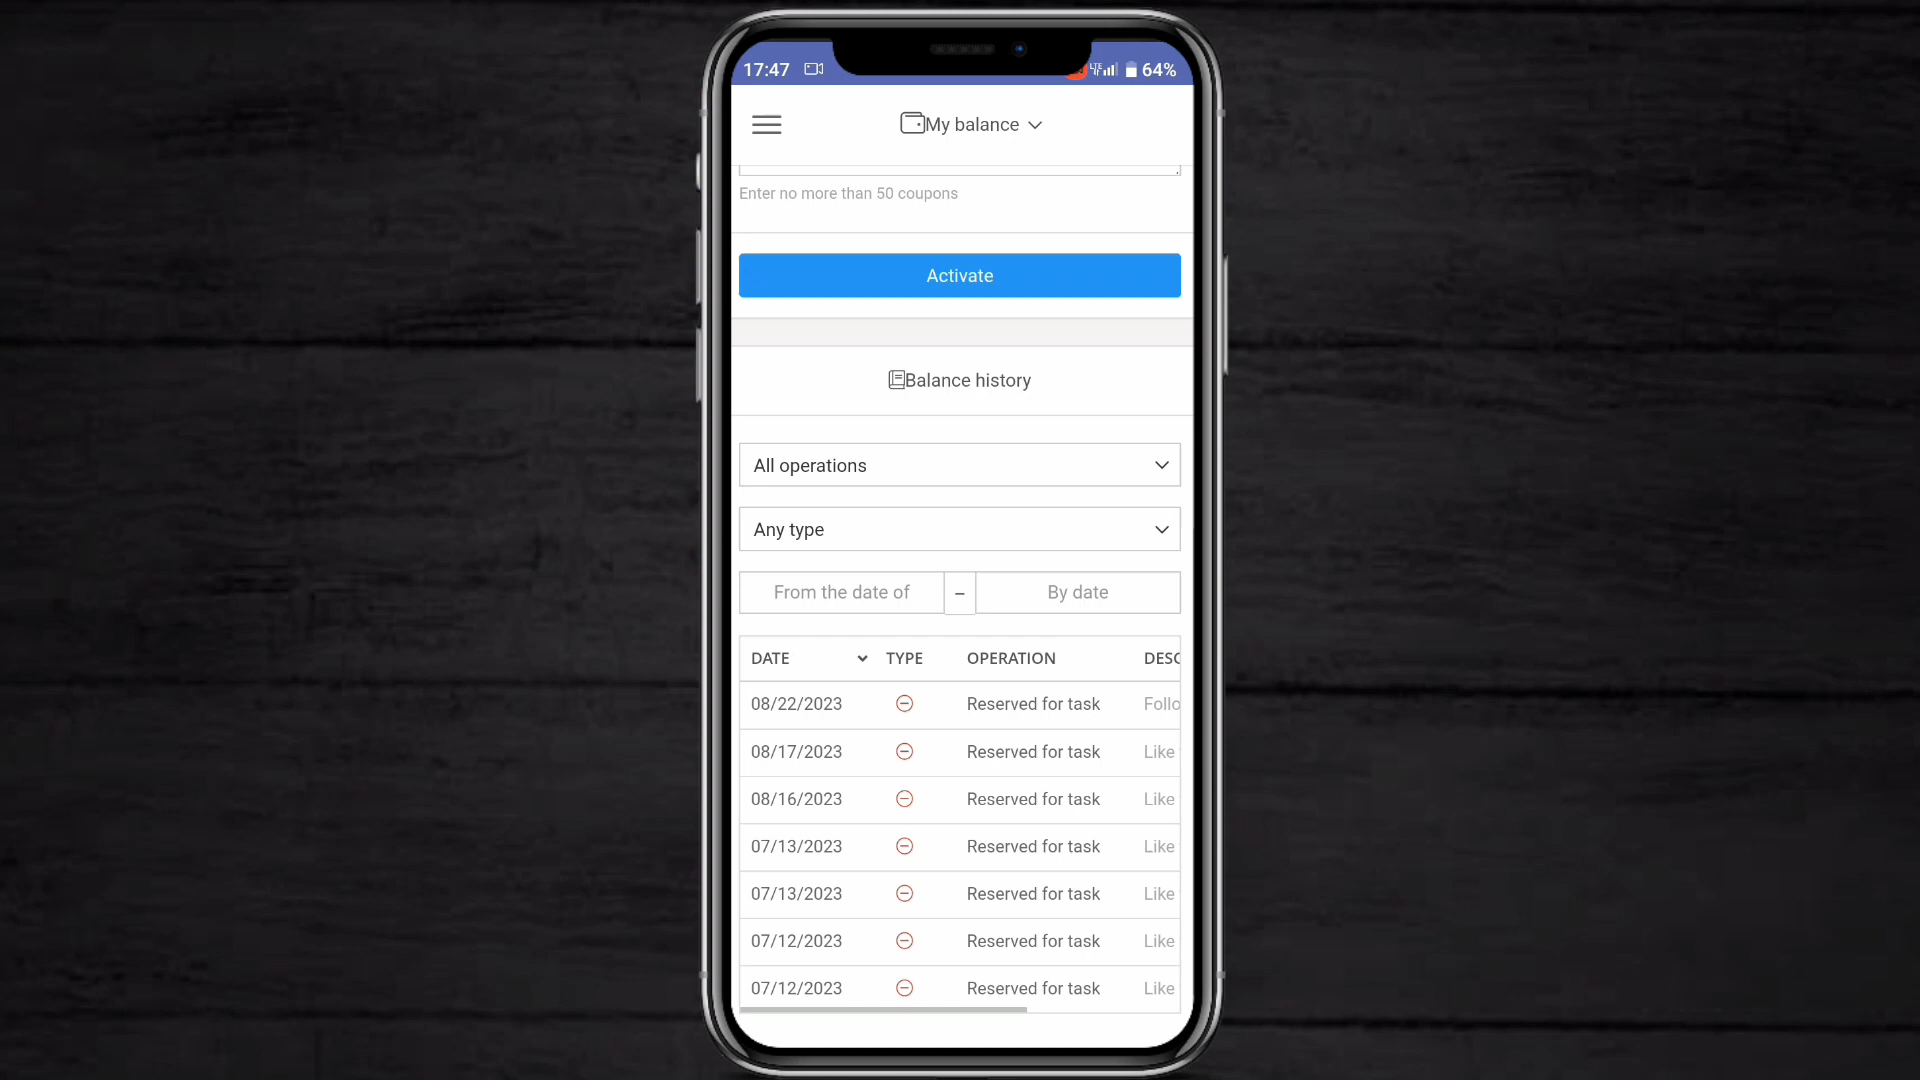 17:47 LTE 64%
My balance
Enter no more than 50 coupons
Activate
Balance history
All operations
Any type
From the date of – By date
DATE TYPE OPERATION DESC
08/22/2023 Reserved for task Follo
08/17/2023 Reserved for task Like
08/16/2023 Reserved for task Like
07/13/2023 Reserved for task Like
07/13/2023 Reserved for task Like
07/12/2023 Reserved for task Like
07/12/2023 Reserved for task Like